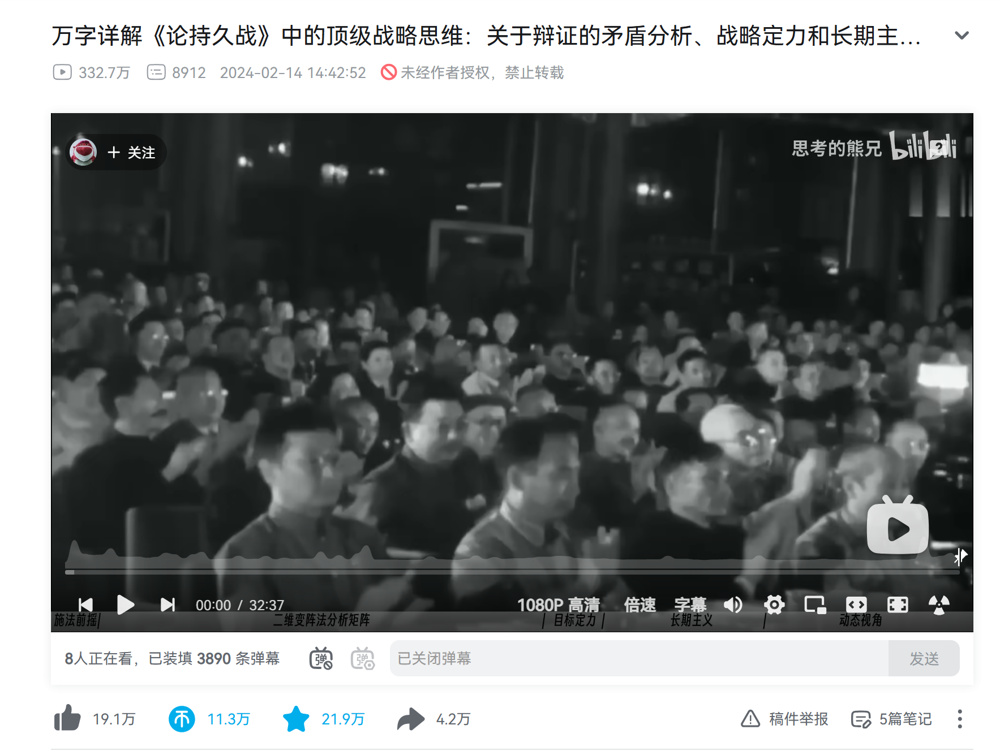 万字详解《论持久战》中的顶级战略思维：关于辩证的矛盾分析、战略定力和长期主…
332.7万 8912 2024-02-14 14:42:52 未经作者授权，禁止转载
+ 关注
思考的熊兄 bilibili
00:00 / 32:37 1080P 高清 倍速 字幕
施法前摇| 二维变阵法分析矩阵 | 目标定力 | 长期主义 | 动态视角
8人正在看，已装填 3890 条弹幕 弹 弹 已关闭弹幕 发送
19.1万 11.3万 21.9万 4.2万 稿件举报 5篇笔记